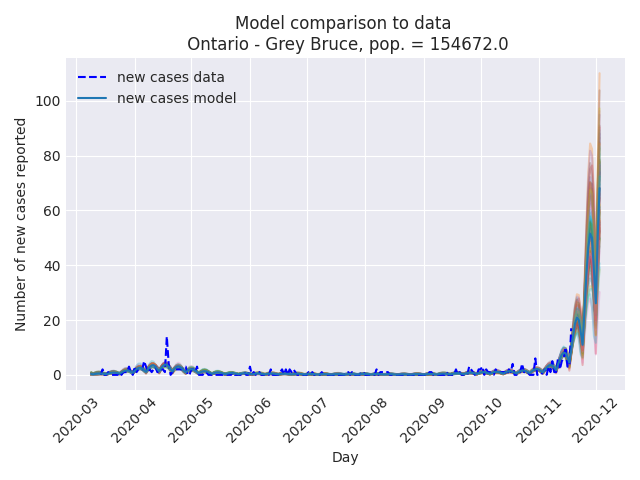 Model comparison to data
Ontario - Grey Bruce, pop. = 154672.0
new cases data
new cases model
Number of new cases reported
100
80
60
40
20
0
2020-03
2020-04
2020-05
2020-06
2020-07
2020-08
2020-09
2020-10
2020-11
2020-12
Day